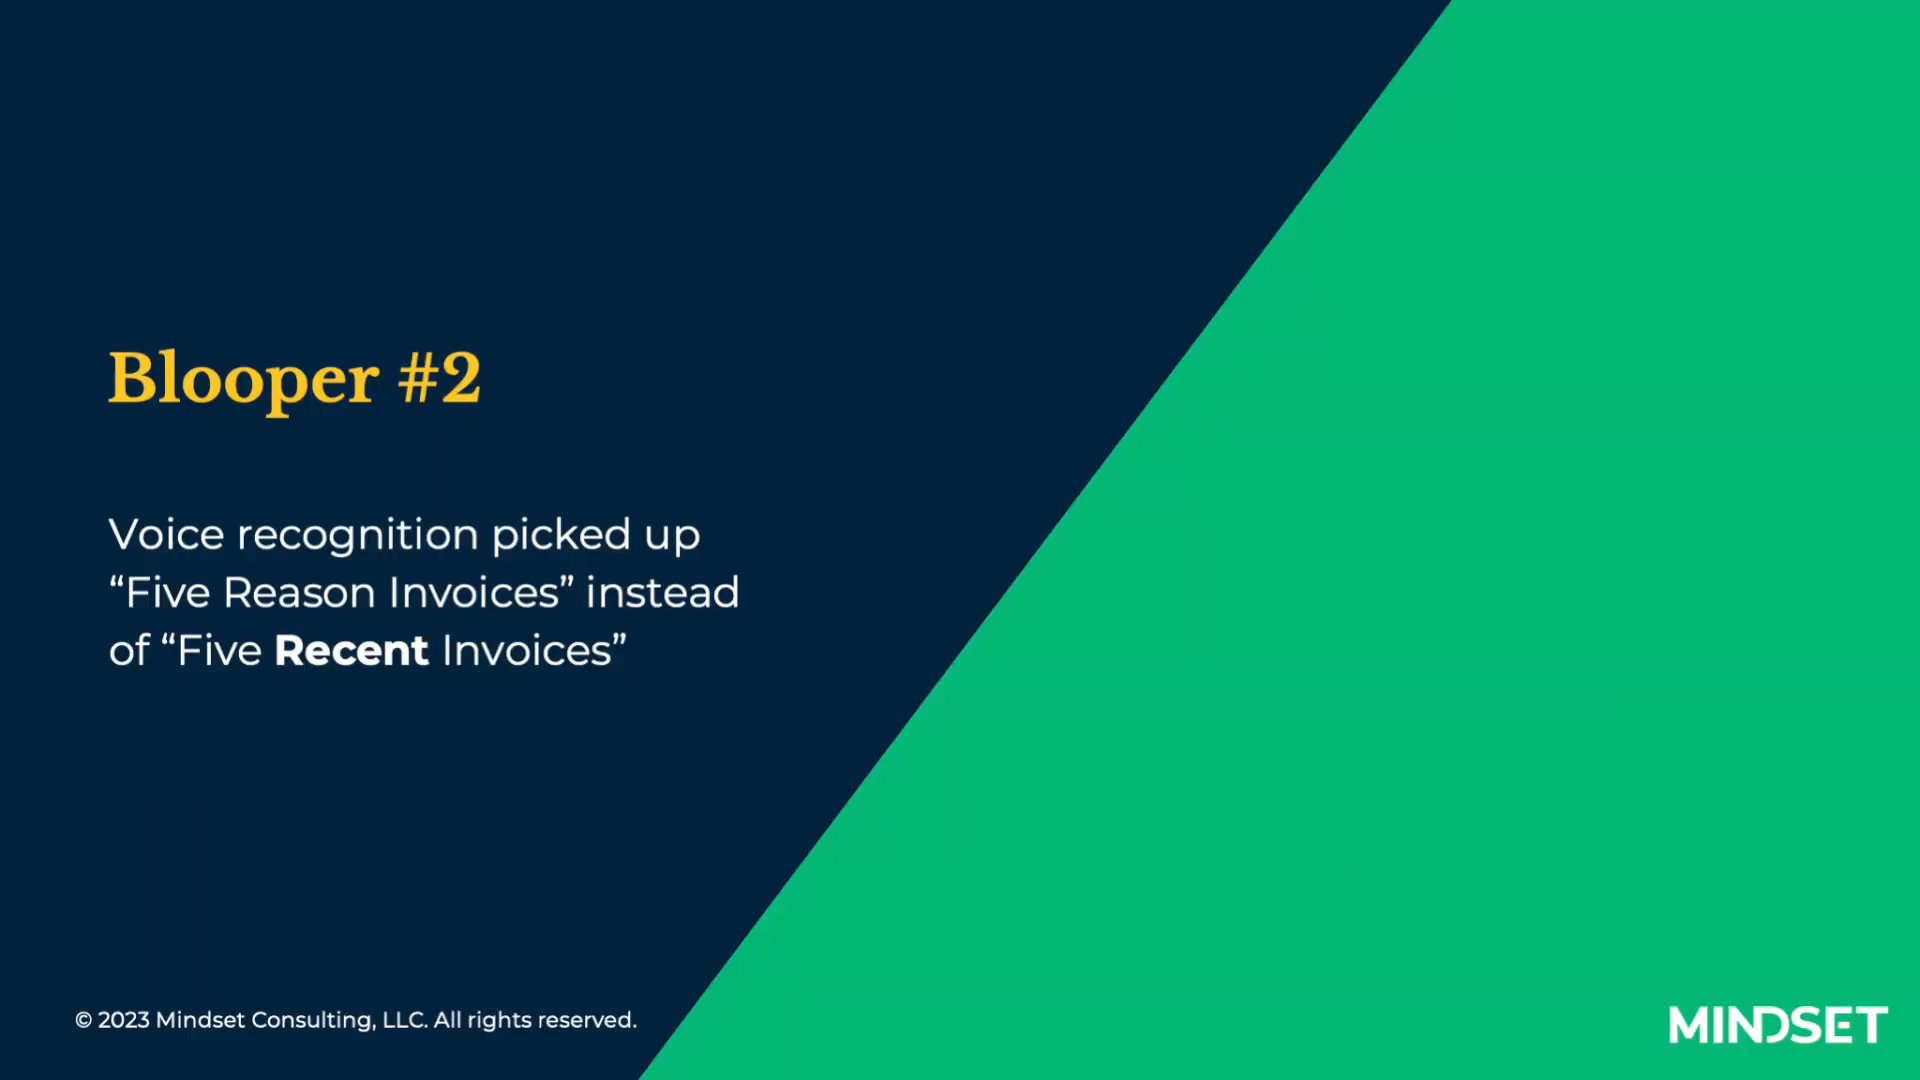 Blooper #2
Voice recognition picked up
“Five Reason Invoices” instead
of “Five Recent Invoices”
© 2023 Mindset Consulting, LLC. All rights reserved.
MINDSET